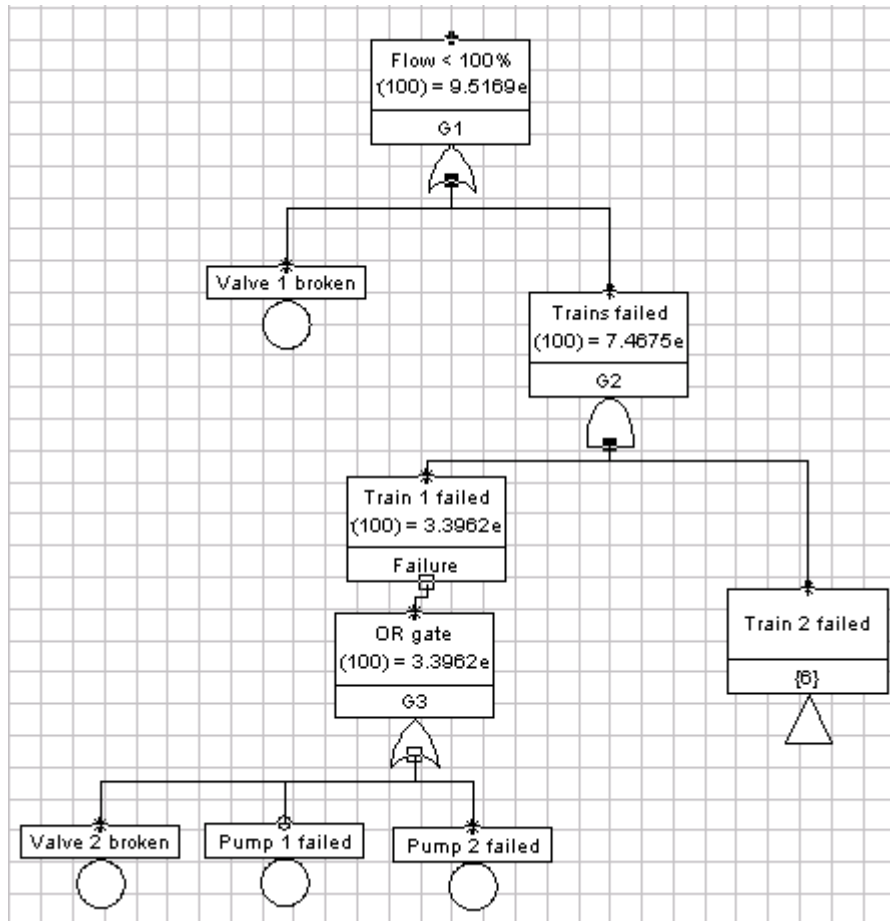 Flow < 100%
(100) = 9.5169e
G1
Valve 1 broken
Trains failed
(100) = 7.4675e
G2
Train 1 failed
(100) = 3.3962e
Failure
Train 2 failed
{6}
OR gate
(100) = 3.3962e
G3
Valve 2 broken
Pump 1 failed
Pump 2 failed